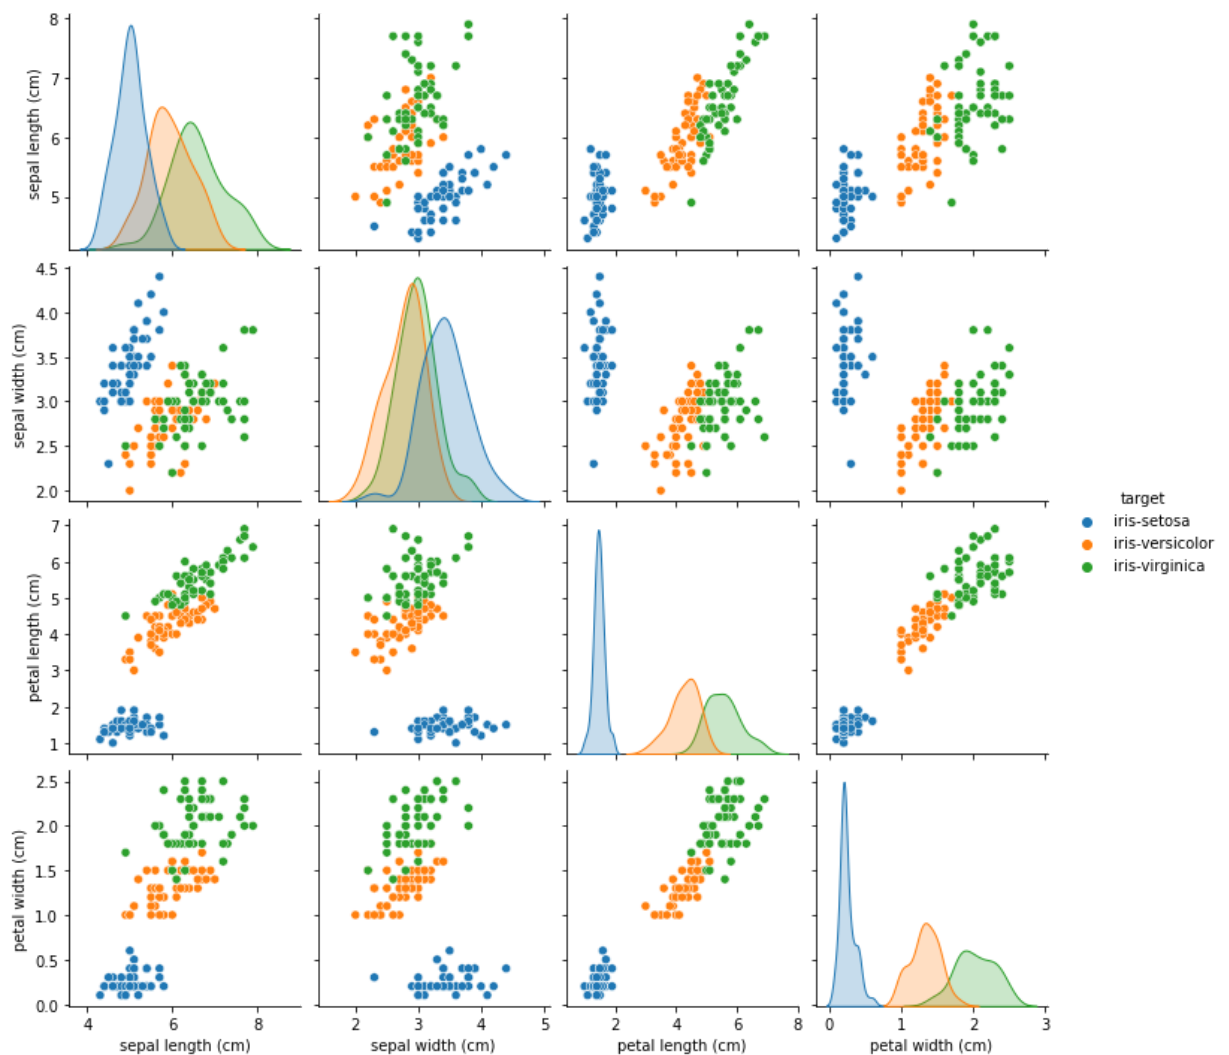 8
7
6
5
sepal length (cm)
4.5
4.0
3.5
3.0
2.5
2.0
sepal width (cm)
target
iris-setosa
iris-versicolor
iris-virginica
7
6
5
4
3
2
1
petal length (cm)
2.5
2.0
1.5
1.0
0.5
0.0
petal width (cm)
4 6 8
2 3 4 5
2 4 6 8
0 1 2 3
sepal length (cm)
sepal width (cm)
petal length (cm)
petal width (cm)